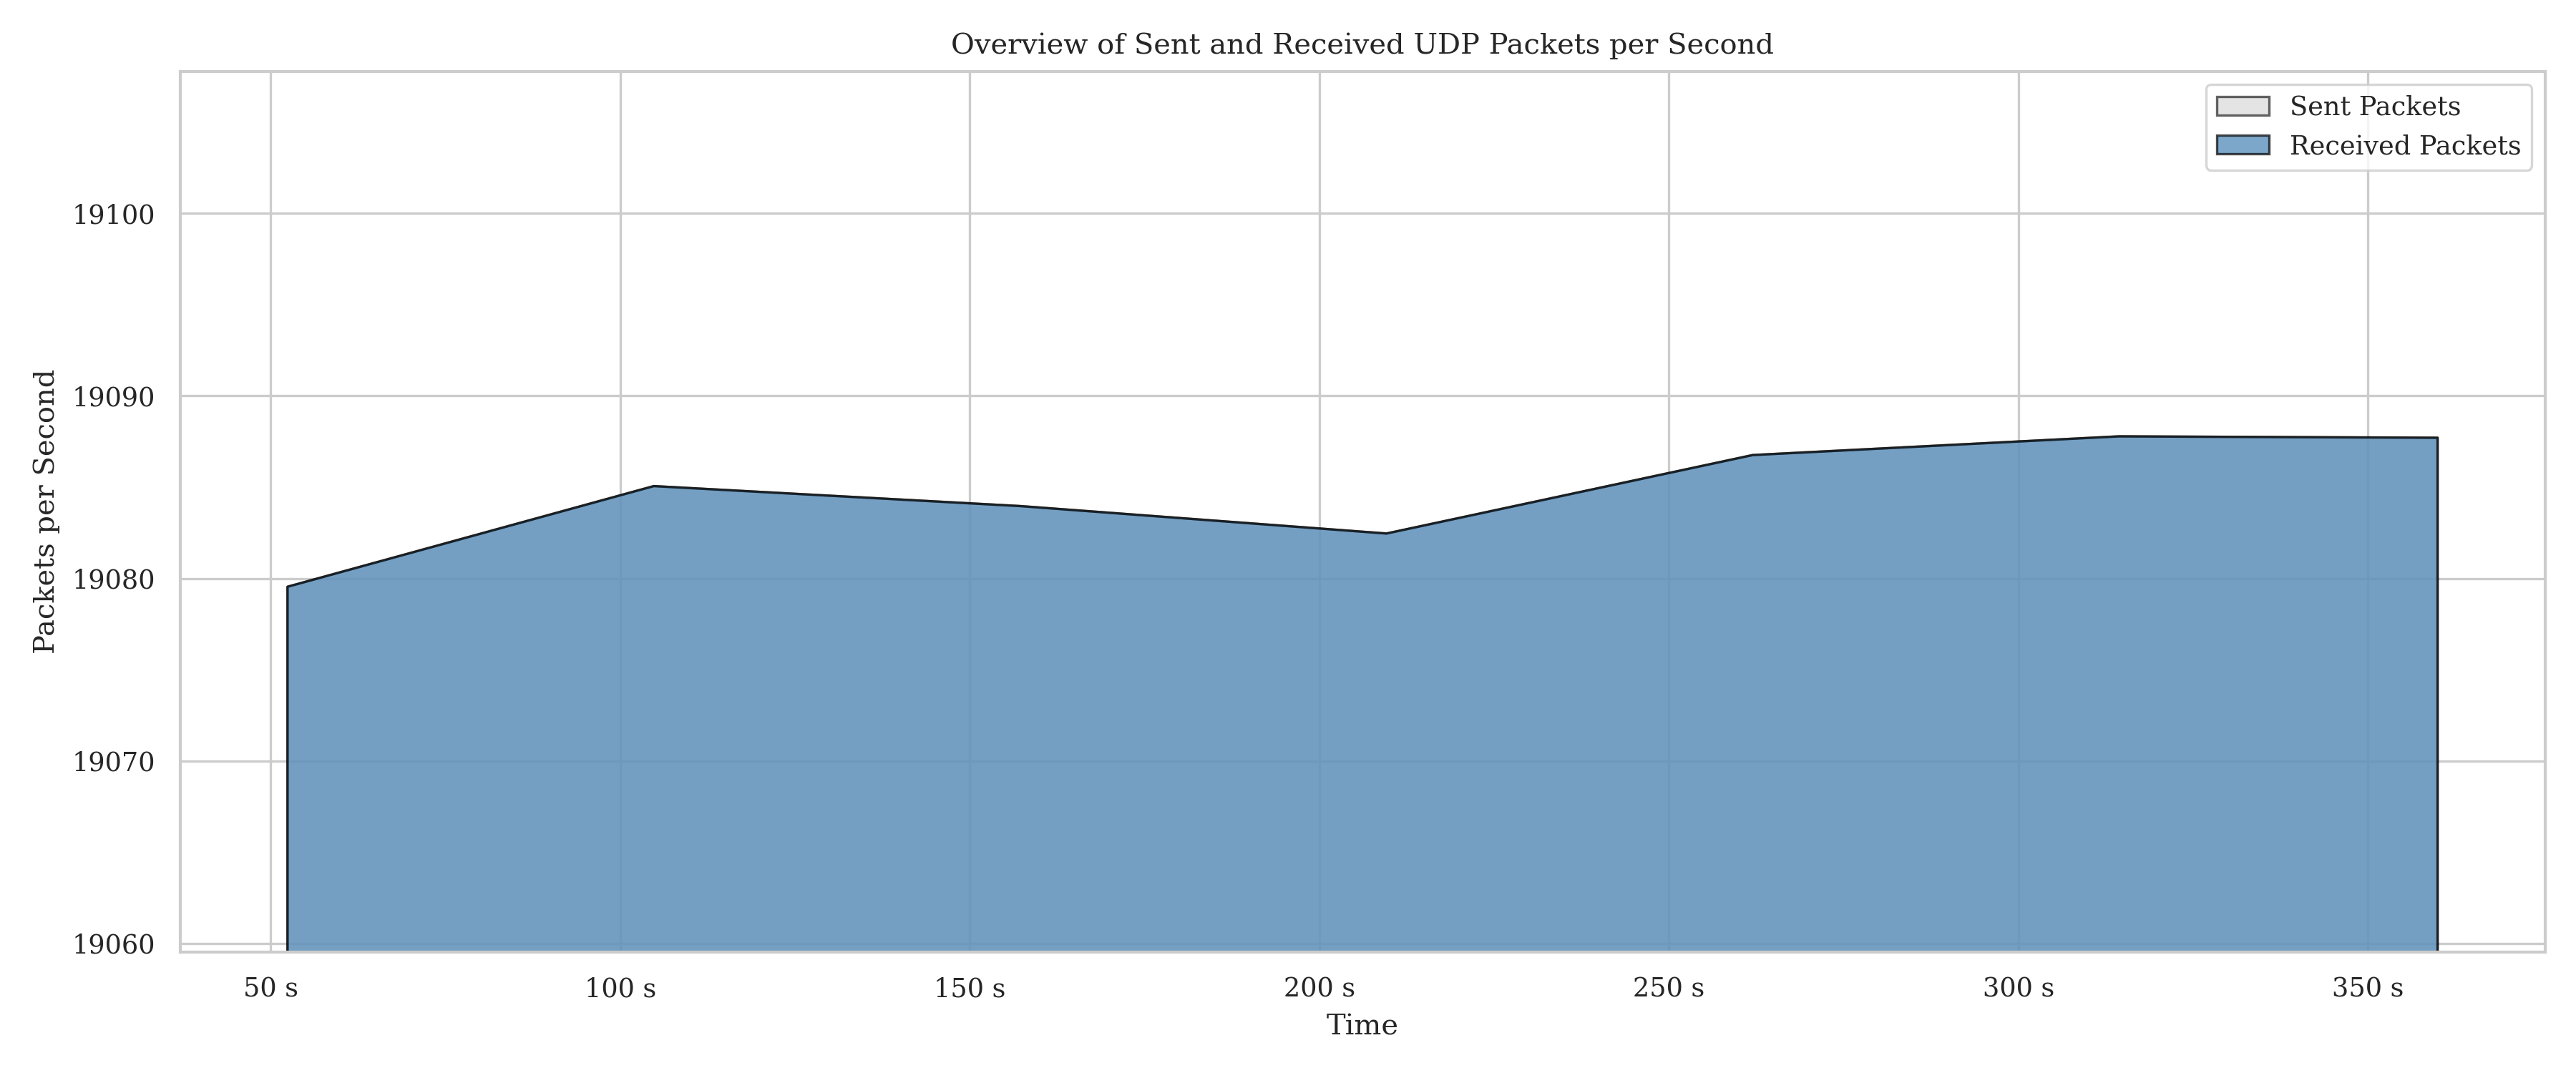 Overview of Sent and Received UDP Packets per Second
Sent Packets
Received Packets
Packets per Second
19100
19090
19080
19070
19060
50 s
100 s
150 s
200 s
250 s
300 s
350 s
Time